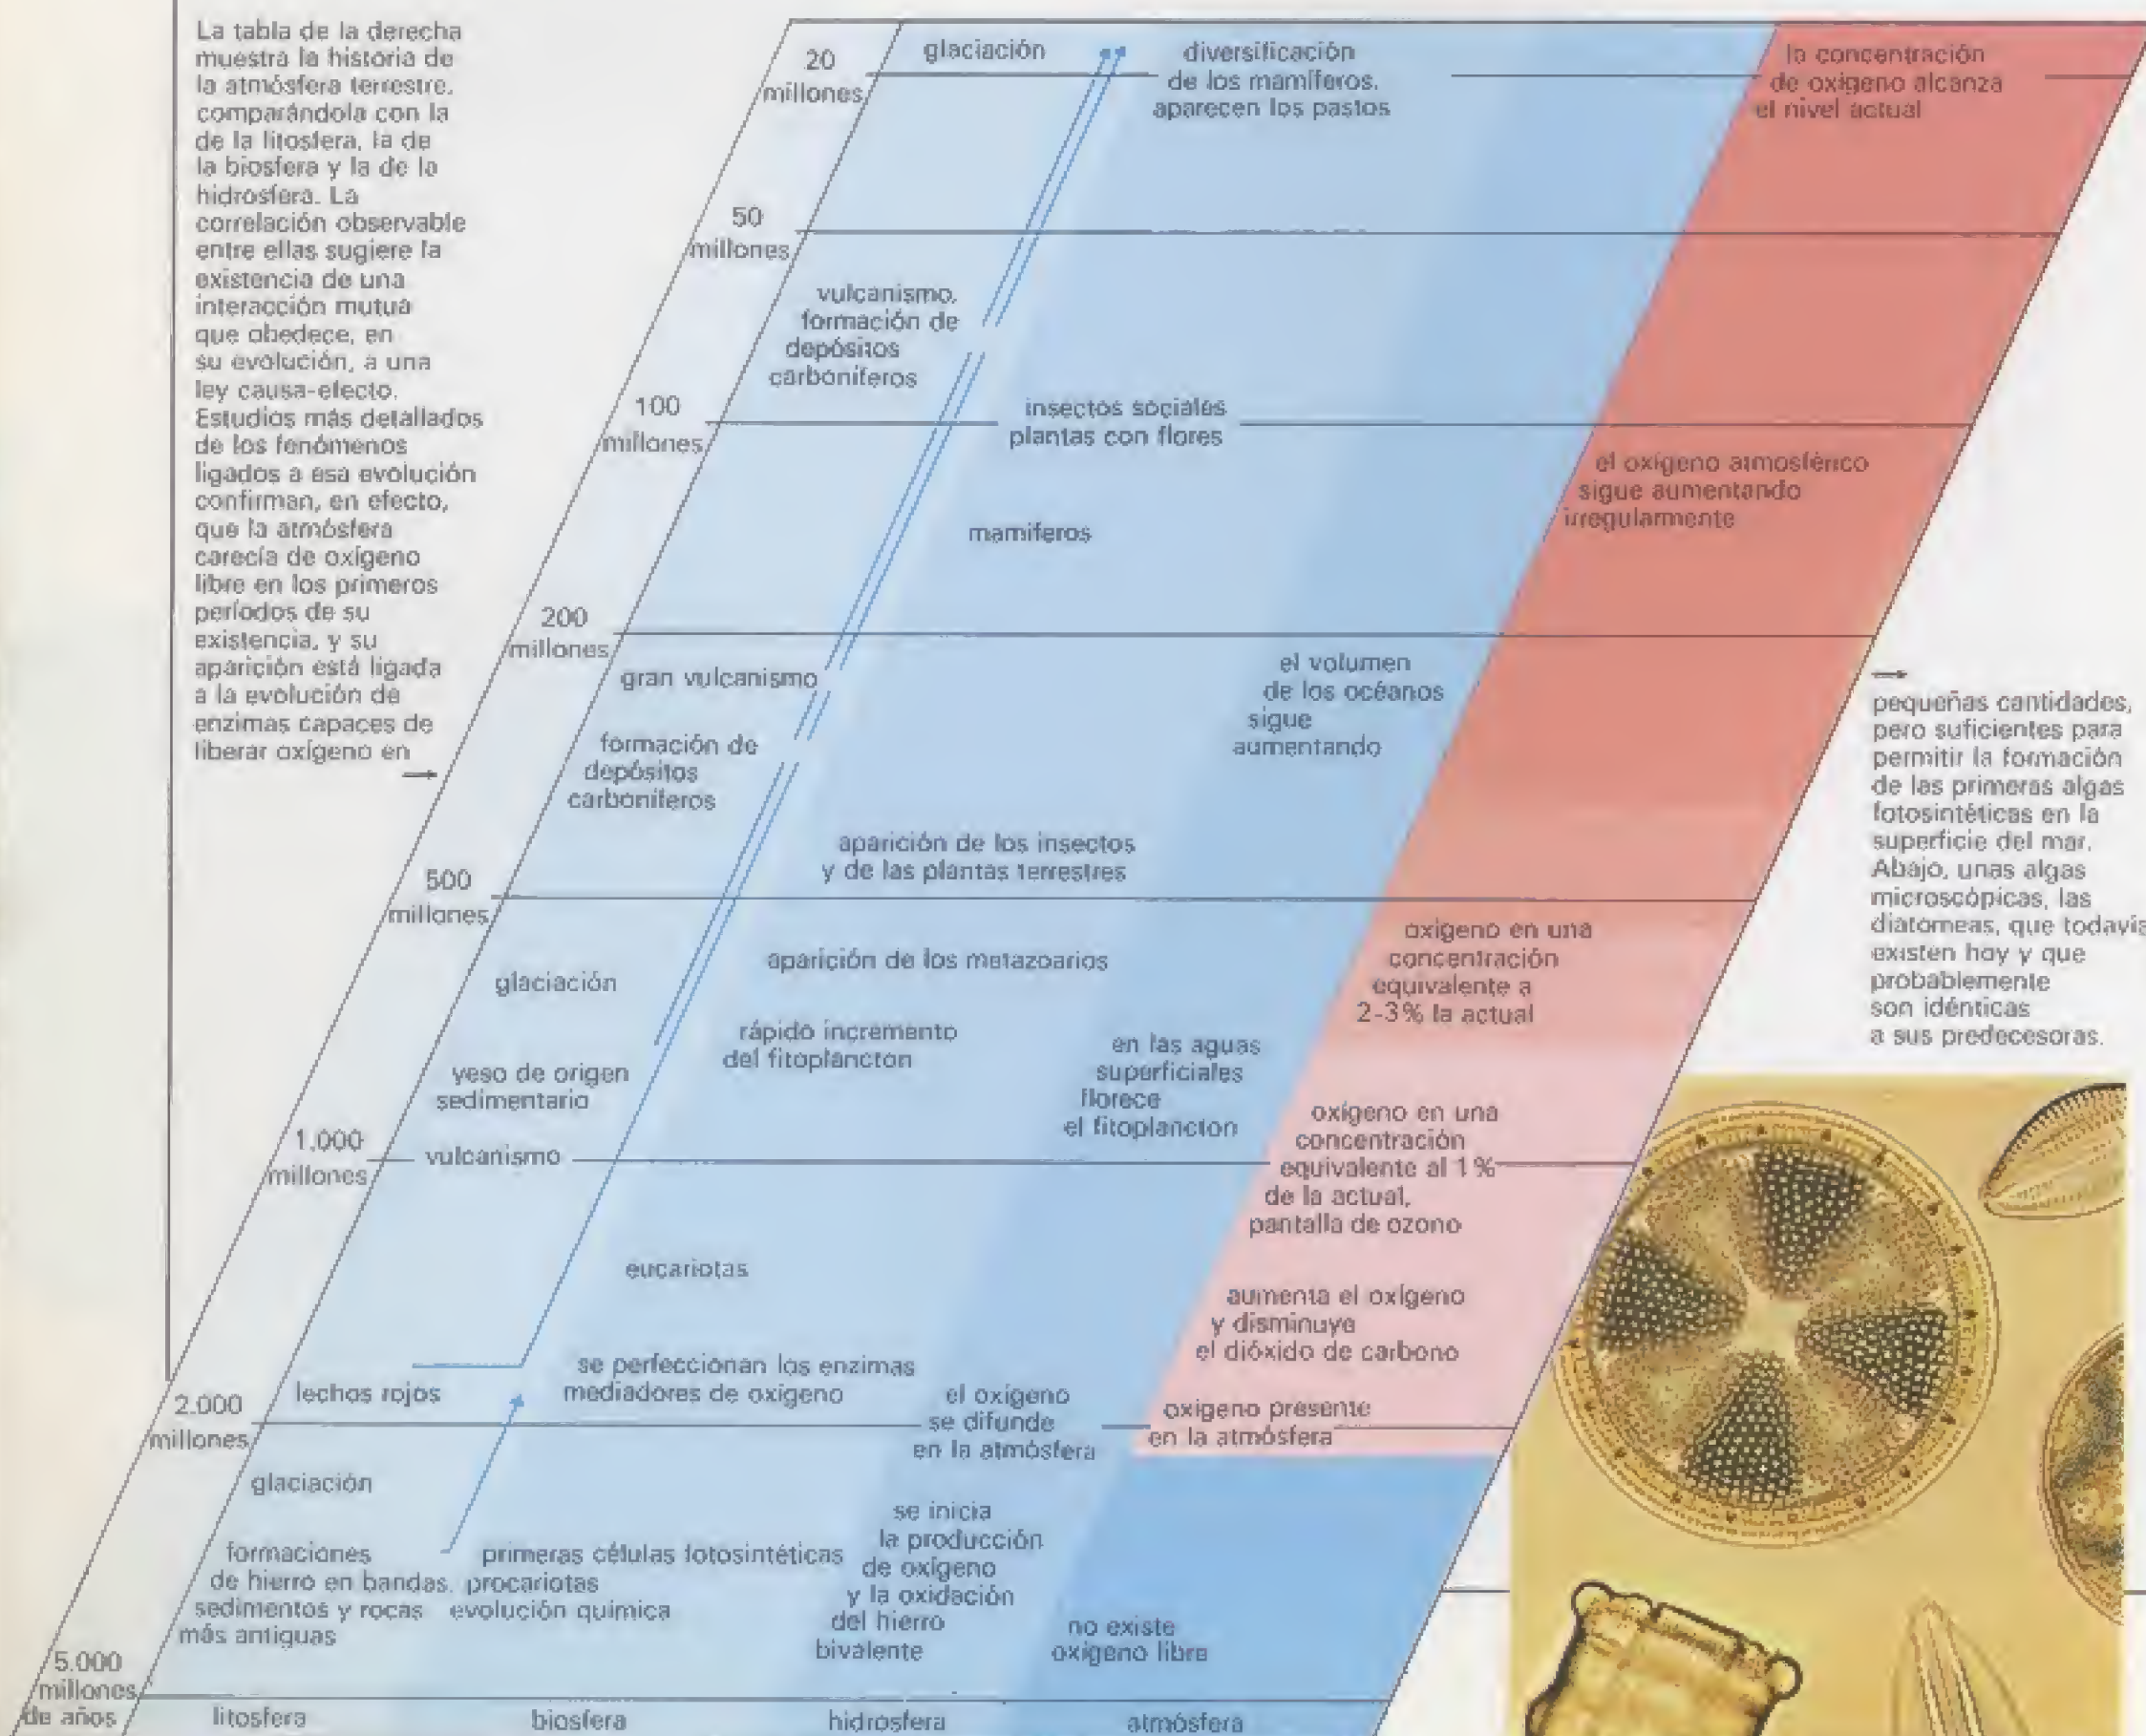 La tabla de la derecha
muestra la historia de
la atmósfera terrestre,
comparándola con la
de la litosfera, la de
la biosfera y la de la
hidrosfera. La
correlación observable
entre ellas sugiere la
existencia de una
interacción mutua
que obedece, en
su evolución, a una
ley causa-efecto.
Estudios más detallados
de los fenómenos
ligados a esa evolución
confirman, en efecto,
que la atmósfera
carecía de oxígeno
libre en los primeros
períodos de su
existencia, y su
aparición está ligada
a la evolución de
enzimas capaces de
liberar oxígeno en
20
millones
glaciación
diversificación
de los mamíferos.
aparecen los pastos
la concentración
de oxígeno alcanza
el nivel actual
50
millones
vulcanismo,
formación de
depósitos
carboníferos
100
millones
insectos sociales
plantas con flores
el oxígeno atmosférico
sigue aumentando
irregularmente
mamíferos
200
millones
gran vulcanismo
el volumen
de los océanos
sigue
aumentando
formación de
depósitos
carboníferos
aparición de los insectos
y de las plantas terrestres
500
millones
glaciación
aparición de los metazoarios
oxígeno en una
concentración
equivalente a
2-3% la actual
rápido incremento
del fitoplancton
en las aguas
superficiales
florece
el fitoplancton
yeso de origen
sedimentario
1.000
millones
vulcanismo
oxígeno en una
concentración
equivalente al 1%
de la actual,
pantalla de ozono
eucariotas
aumenta el oxígeno
y disminuye
el dióxido de carbono
2.000
millones
lechos rojos
se perfeccionan los enzimas
mediadores de oxígeno
el oxígeno
se difunde
en la atmósfera
oxígeno presente
en la atmósfera
glaciación
formaciones
de hierro en bandas.
sedimentos y rocas
más antiguas
primeras células fotosintéticas
procariotas
evolución química
se inicia
la producción
de oxígeno
y la oxidación
del hierro
bivalente
no existe
oxígeno libre
5.000
millones
de años
litosfera
biosfera
hidrosfera
atmósfera
pequeñas cantidades,
pero suficientes para
permitir la formación
de las primeras algas
fotosintéticas en la
superficie del mar.
Abajo, unas algas
microscópicas, las
diatomeas, que todavía
existen hoy y que
probablemente
son idénticas
a sus predecesoras.